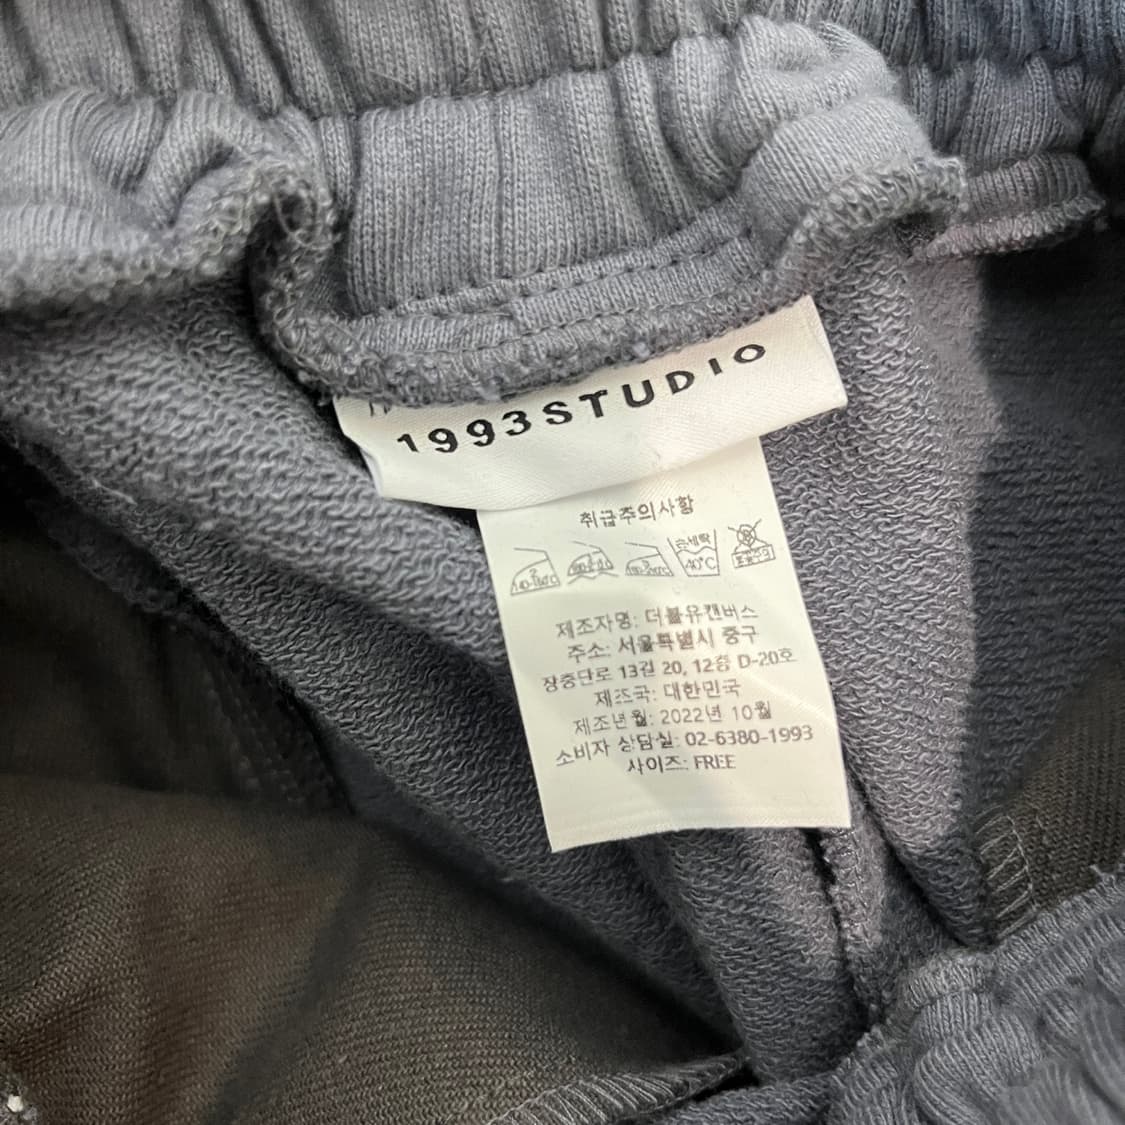 1993STUDIO
취급주의사항
40°C
제조자명: 더블유캔버스
주소: 서울특별시 중구
장충단로 13길 20, 12층 D-20호
제조국: 대한민국
제조년월: 2022년 10월
소비자 상담실: 02-6380-1993
사이즈: FREE